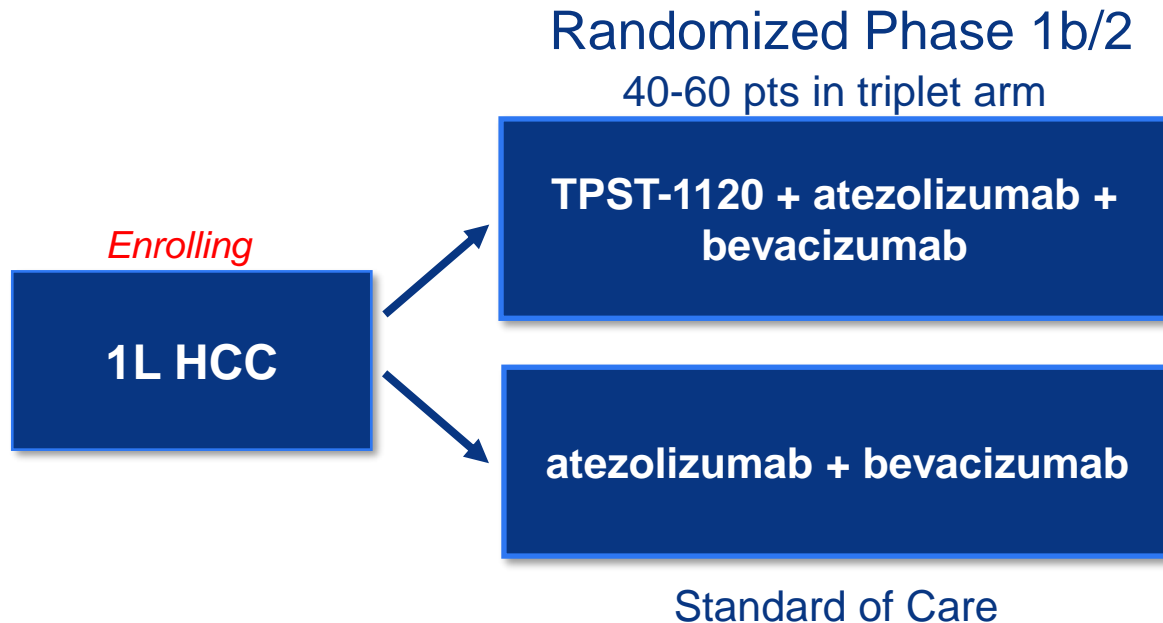 Randomized Phase 1b/2
40-60 pts in triplet arm
TPST-1120 + atezolizumab +
bevacizumab
Enrolling
1L HCC
atezolizumab + bevacizumab
Standard of Care